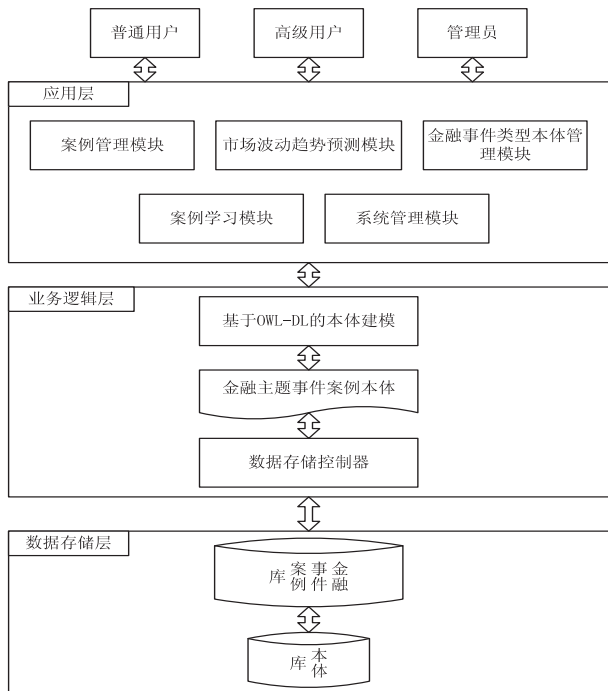 普通用户
高级用户
管理员
应用层
案例管理模块
市场波动趋势预测模块
金融事件类型本体管
理模块
案例学习模块
系统管理模块
业务逻辑层
基于OWL-DL的本体建模
金融主题事件案例本体
数据存储控制器
数据存储层
金融
事件
案例
库
本体
库